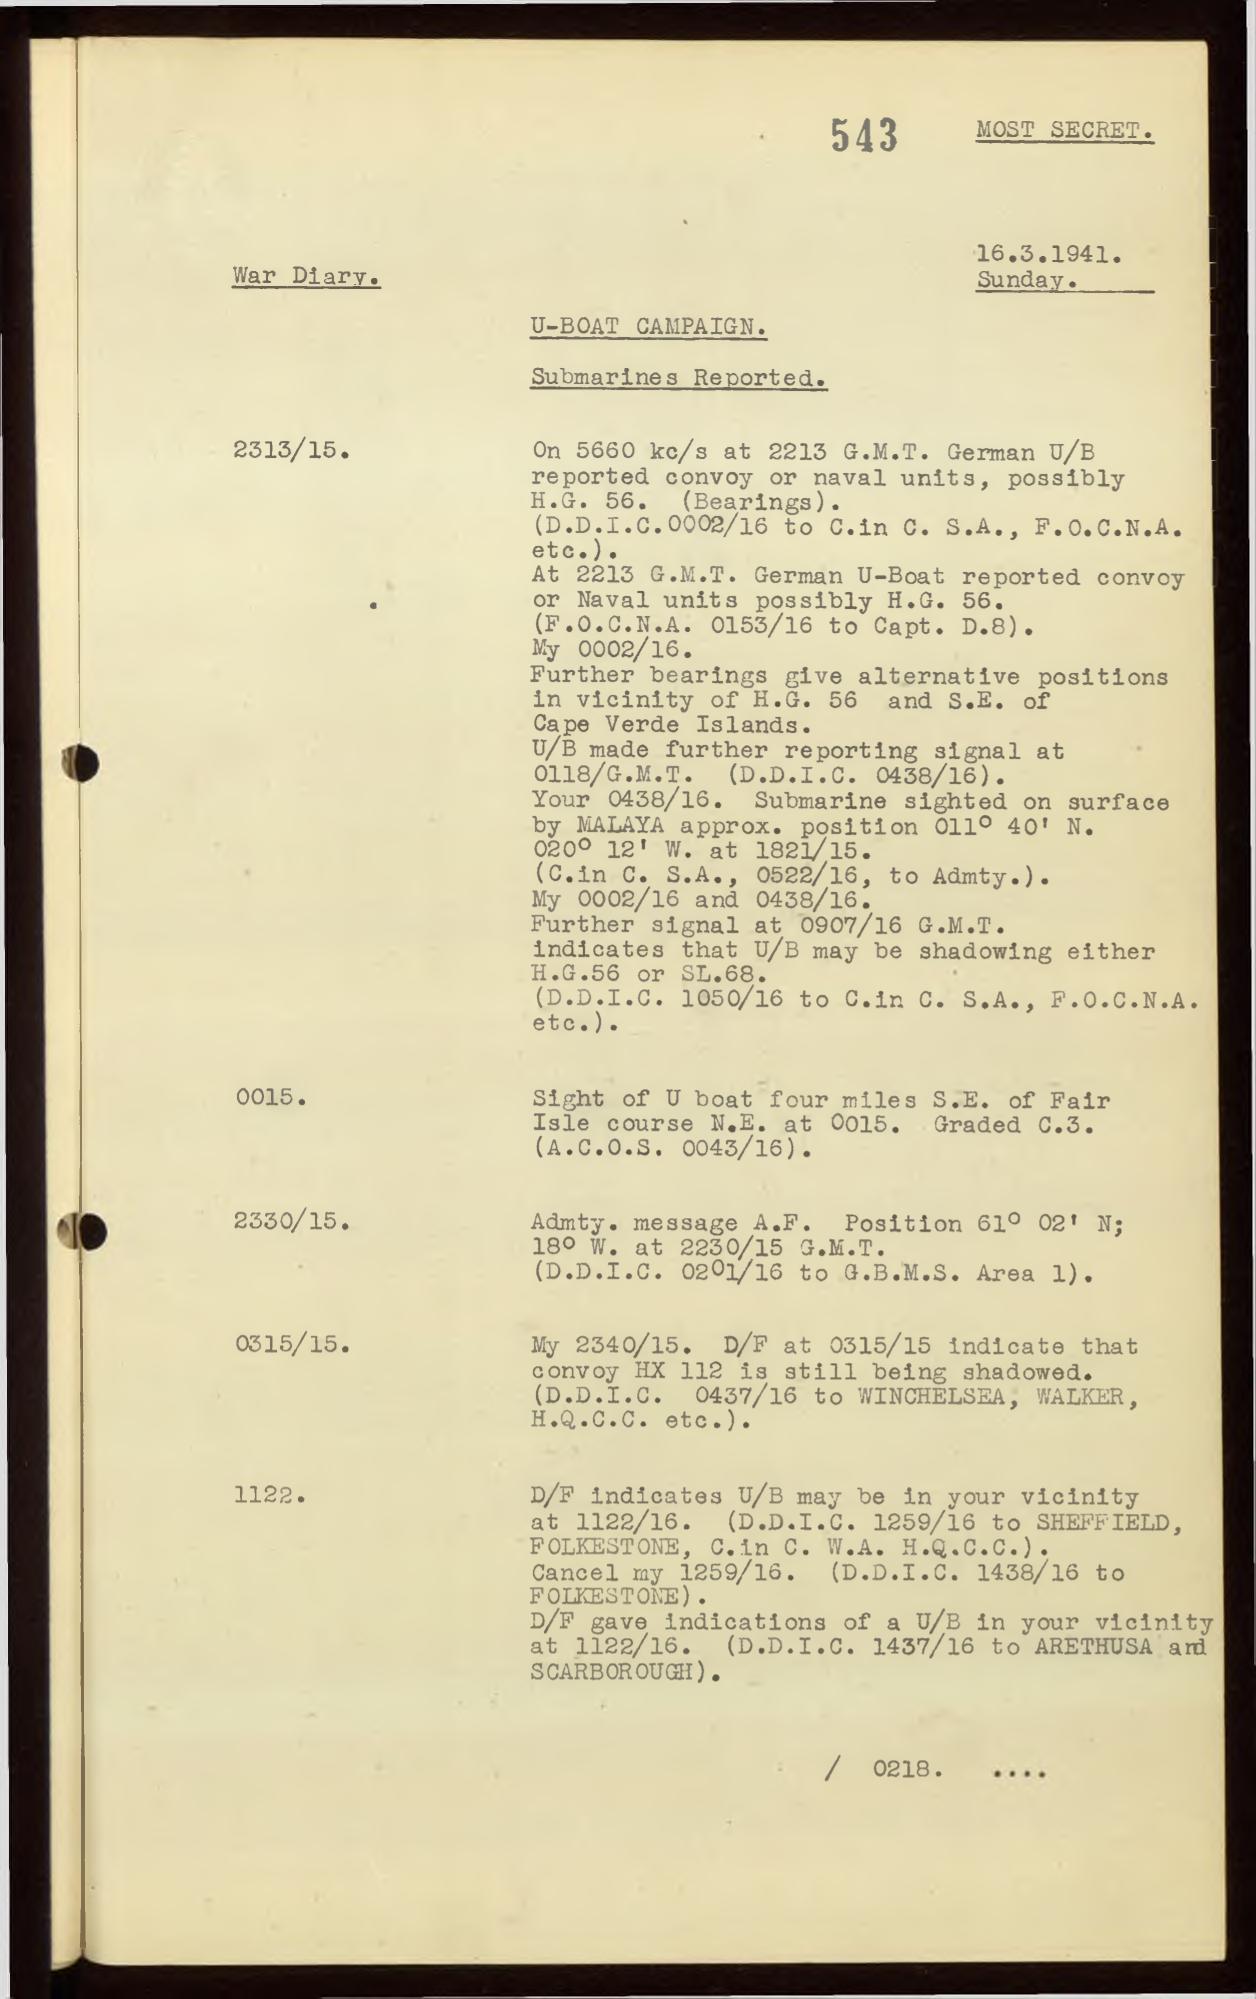 543 MOST SECRET.
16.3.1941.
War Diary. Sunday.
U-BOAT CAMPAIGN.
Submarines Reported.
2313/15. On 5660 kc/s at 2213 G.M.T. German U/B
reported convoy or naval units, possibly
H.G. 56. (Bearings).
(D.D.I.C.0002/16 to C.in C. S.A., F.O.C.N.A.
etc.).
At 2213 G.M.T. German U-Boat reported convoy
or Naval units possibly H.G. 56.
(F.O.C.N.A. 0153/16 to Capt. D.8).
My 0002/16.
Further bearings give alternative positions
in vicinity of H.G. 56 and S.E. of
Cape Verde Islands.
U/B made further reporting signal at
0118/G.M.T. (D.D.I.C. 0438/16).
Your 0438/16. Submarine sighted on surface
by MALAYA approx. position 011° 40' N.
020° 12' W. at 1821/15.
(C.in C. S.A., 0522/16, to Admty.).
My 0002/16 and 0438/16.
Further signal at 0907/16 G.M.T.
indicates that U/B may be shadowing either
H.G.56 or SL.68.
(D.D.I.C. 1050/16 to C.in C. S.A., F.O.C.N.A.
etc.).
0015. Sight of U boat four miles S.E. of Fair
Isle course N.E. at 0015. Graded C.3.
(A.C.O.S. 0043/16).
2330/15. Admty. message A.F. Position 61° 02' N;
18° W. at 2230/15 G.M.T.
(D.D.I.C. 0201/16 to G.B.M.S. Area 1).
0315/15. My 2340/15. D/F at 0315/15 indicate that
convoy HX 112 is still being shadowed.
(D.D.I.C. 0437/16 to WINCHELSEA, WALKER,
H.Q.C.C. etc.).
1122. D/F indicates U/B may be in your vicinity
at 1122/16. (D.D.I.C. 1259/16 to SHEFFIELD,
FOLKESTONE, C.in C. W.A. H.Q.C.C.).
Cancel my 1259/16. (D.D.I.C. 1438/16 to
FOLKESTONE).
D/F gave indications of a U/B in your vicinity
at 1122/16. (D.D.I.C. 1437/16 to ARETHUSA and
SCARBOROUGH).
/ 0218. ....